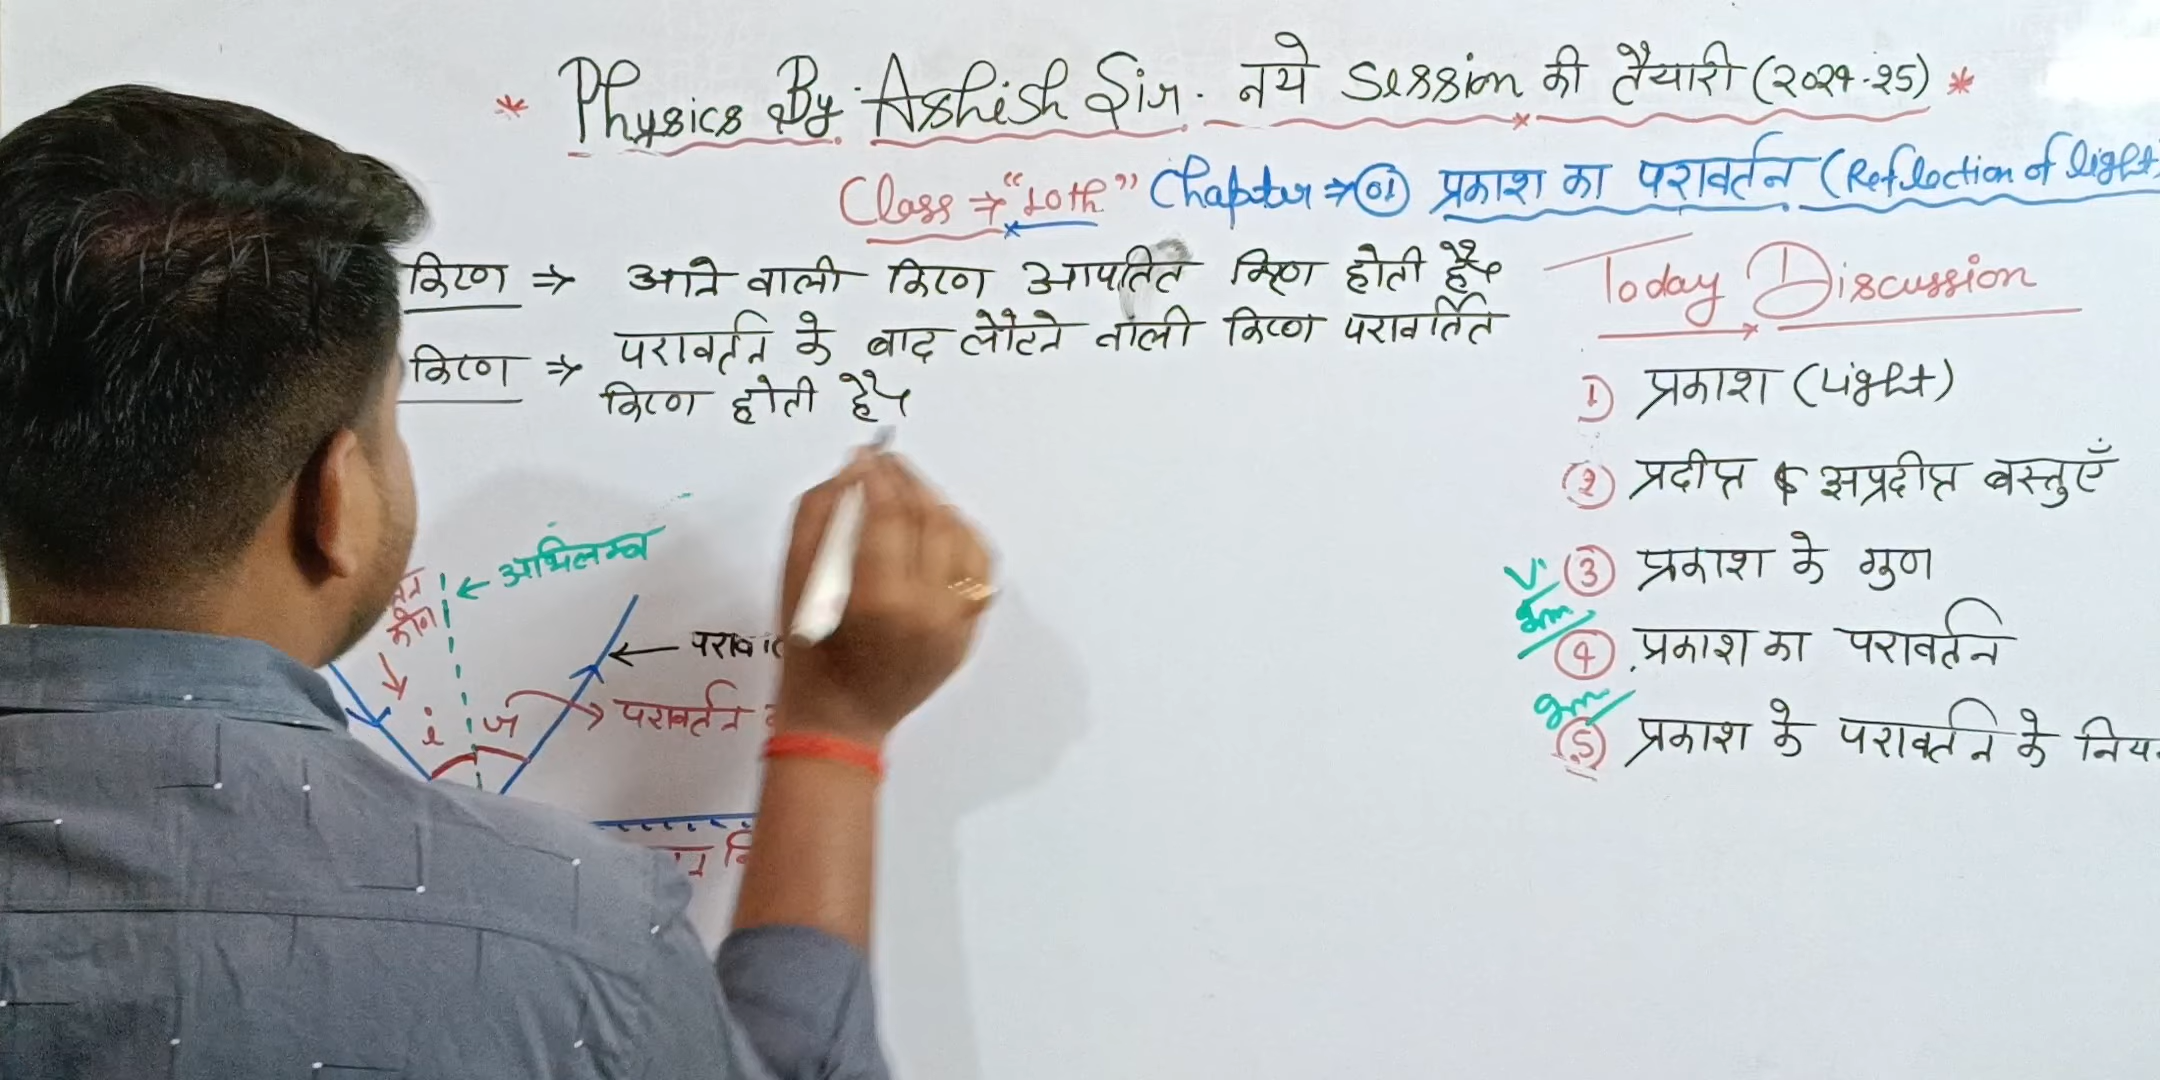 * Physics By Ashish Sir. नये Session की तैयारी (2024-25) *
Class → "10th" Chapter → 01 प्रकाश का परावर्तन (Reflection of light
किरण ⇒ आने वाली किरण आपतित किरण होती है।
किरण ⇒ परावर्तन के बाद लौटने वाली किरण परावर्तित
किरण होती है।
← अभिलम्ब
कोण
i r
← पराव
→ परावर्तन
Today Discussion
1) प्रकाश (Light)
2) प्रदीप्त & अप्रदीप्त वस्तुएँ
3) प्रकाश के गुण
4) प्रकाश का परावर्तन
5) प्रकाश के परावर्तन के निय